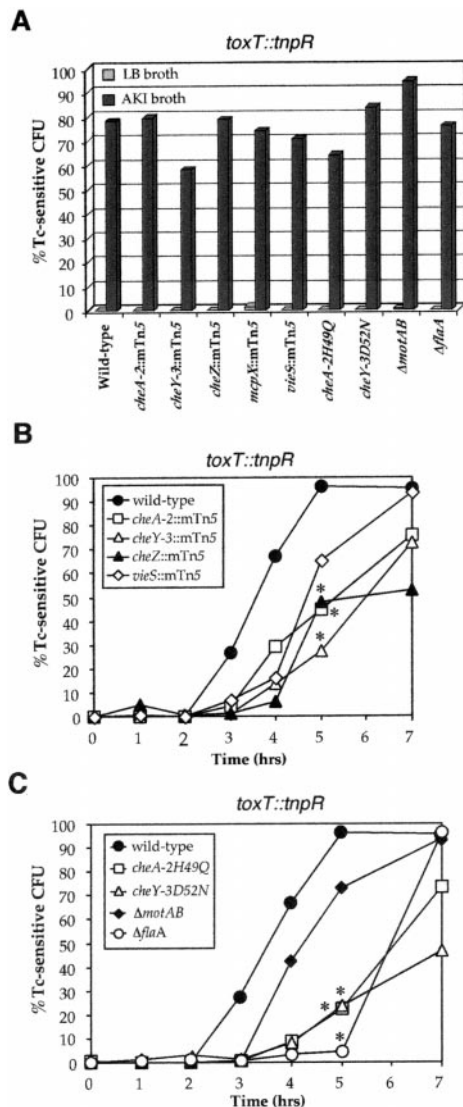 A
toxT::tnpR
100
90
80
70
60
50
40
30
20
10
0
% Tc-sensitive CFU
LB broth
AKI broth
Wild-type
cheA-2::mTn5
cheY-3::mTn5
cheZ::mTn5
mcpX::mTn5
vieS::mTn5
cheA-2H49Q
cheY-3D52N
ΔmotAB
ΔflaA
B
toxT::tnpR
100
90
80
70
60
50
40
30
20
10
0
% Tc-sensitive CFU
wild-type
cheA-2::mTn5
cheY-3::mTn5
cheZ::mTn5
vieS::mTn5
*
*
*
0 1 2 3 4 5 6 7
Time (hrs)
C
toxT::tnpR
100
90
80
70
60
50
40
30
20
10
0
% Tc-sensitive CFU
wild-type
cheA-2H49Q
cheY-3D52N
ΔmotAB
ΔflaA
*
*
*
0 1 2 3 4 5 6 7
Time (hrs)